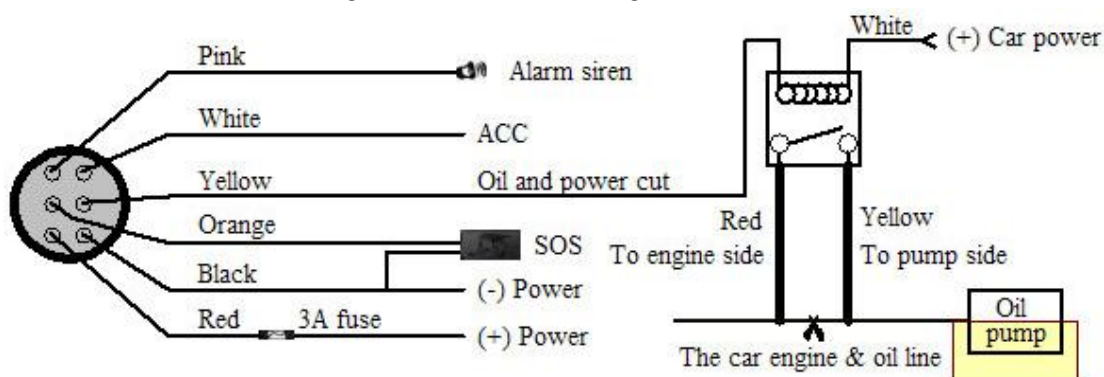 Pink
Alarm siren
White
ACC
Yellow
Oil and power cut
Orange
SOS
Black
(-) Power
Red
3A fuse
(+) Power
White
(+) Car power
Red
To engine side
Yellow
To pump side
Oil
pump
The car engine & oil line